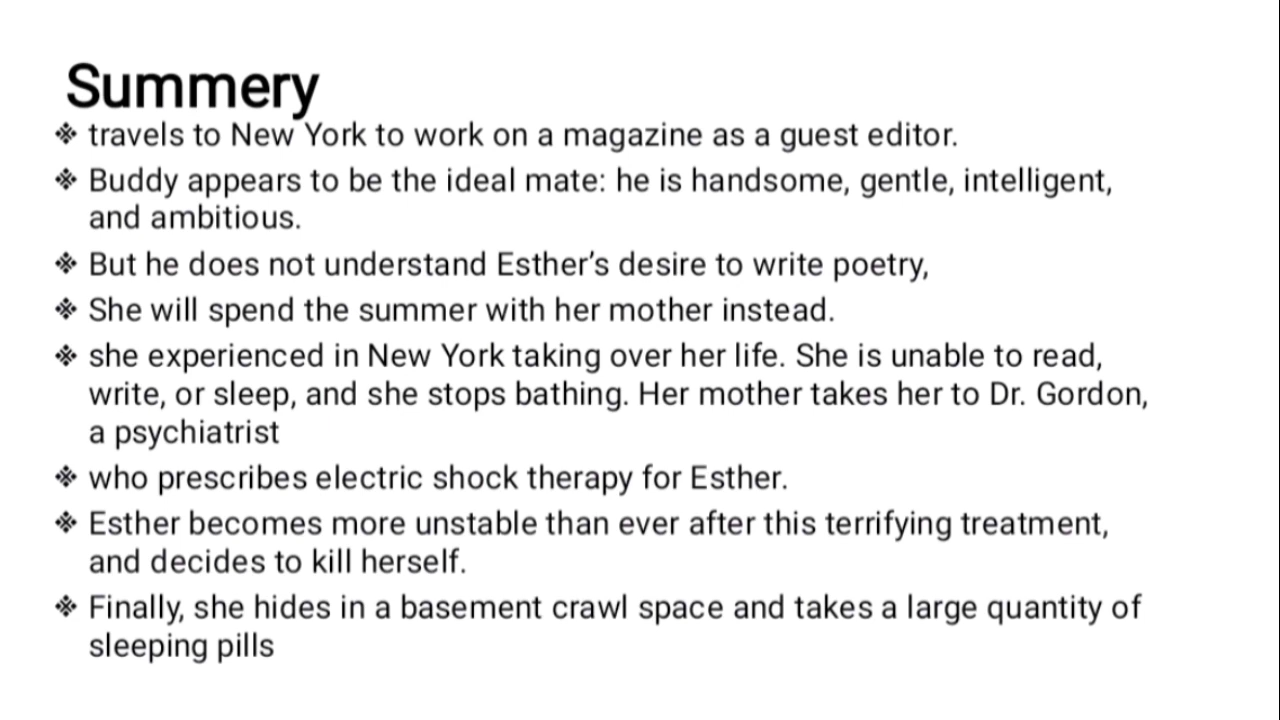 Summery
❖ travels to New York to work on a magazine as a guest editor.
❖ Buddy appears to be the ideal mate: he is handsome, gentle, intelligent,
and ambitious.
❖ But he does not understand Esther’s desire to write poetry,
❖ She will spend the summer with her mother instead.
❖ she experienced in New York taking over her life. She is unable to read,
write, or sleep, and she stops bathing. Her mother takes her to Dr. Gordon,
a psychiatrist
❖ who prescribes electric shock therapy for Esther.
❖ Esther becomes more unstable than ever after this terrifying treatment,
and decides to kill herself.
❖ Finally, she hides in a basement crawl space and takes a large quantity of
sleeping pills